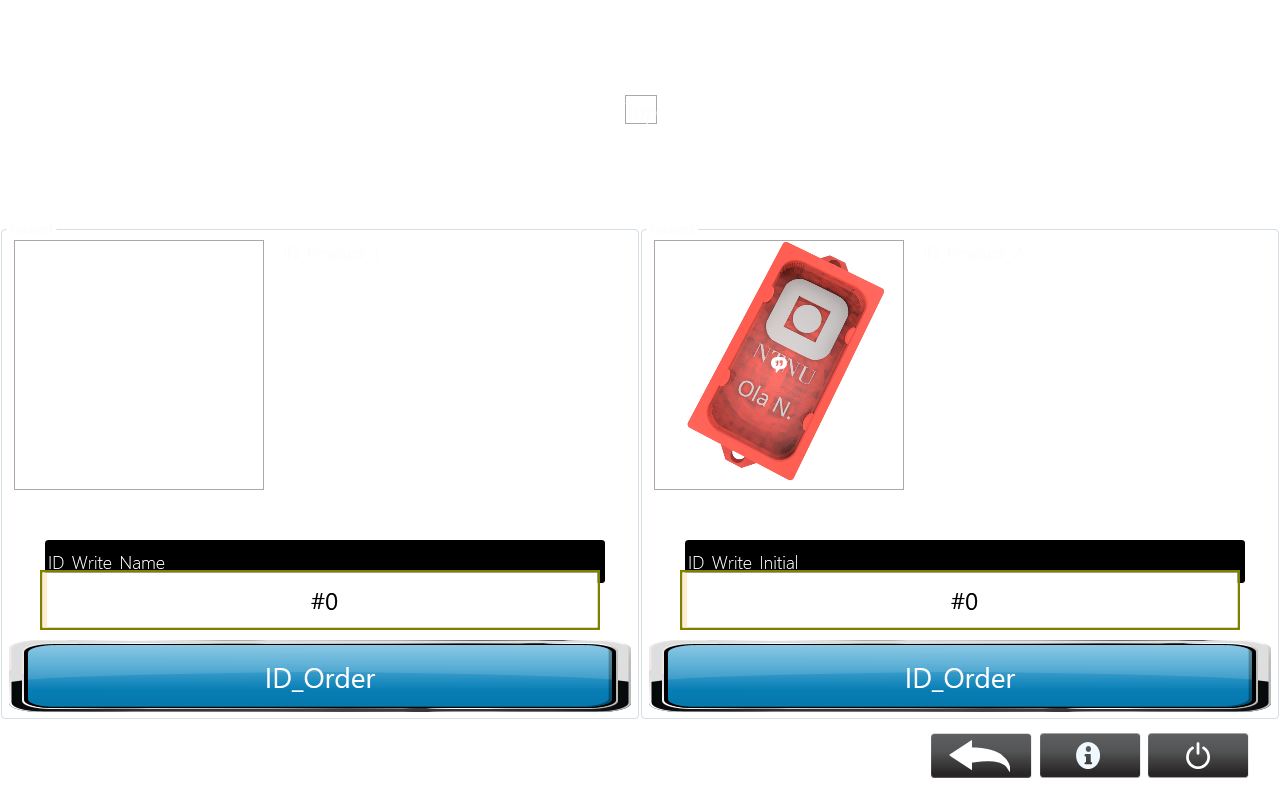 NTNU
Ola N.
ID_Write_Name
ID_Write_Initial
#0
#0
ID_Order
ID_Order